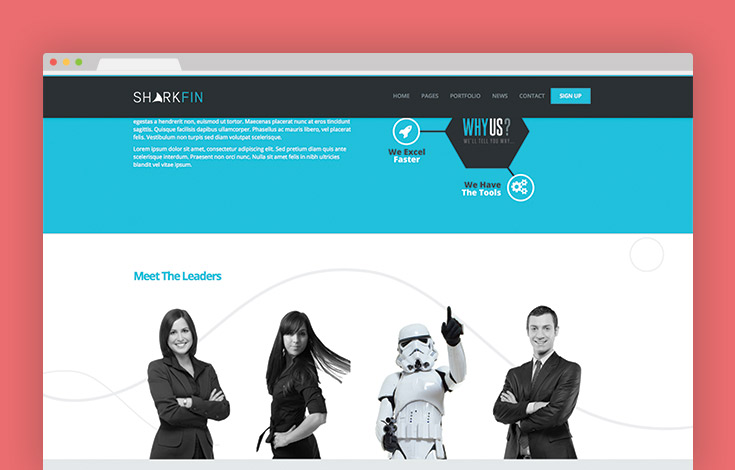 SHARKFIN
HOME PAGES PORTFOLIO NEWS CONTACT SIGN UP
egestas a hendrerit non, euismod ut tortor. Maecenas placerat nunc at eros tincidunt
sagittis. Quisque facilisis dapibus ullamcorper. Phasellus ac mauris libero, vel placerat
felis. Vestibulum non turpis sed diam volutpat scelerisque.
Lorem ipsum dolor sit amet, consectetur adipiscing elit. Sed pretium diam quis ante
scelerisque interdum. Praesent non orci nunc. Nulla sit amet felis in nibh ultricies
blandit vel vitae ipsum.
WHY US?
WE'LL TELL YOU WHY...
We Excel
Faster
We Have
The Tools
Meet The Leaders